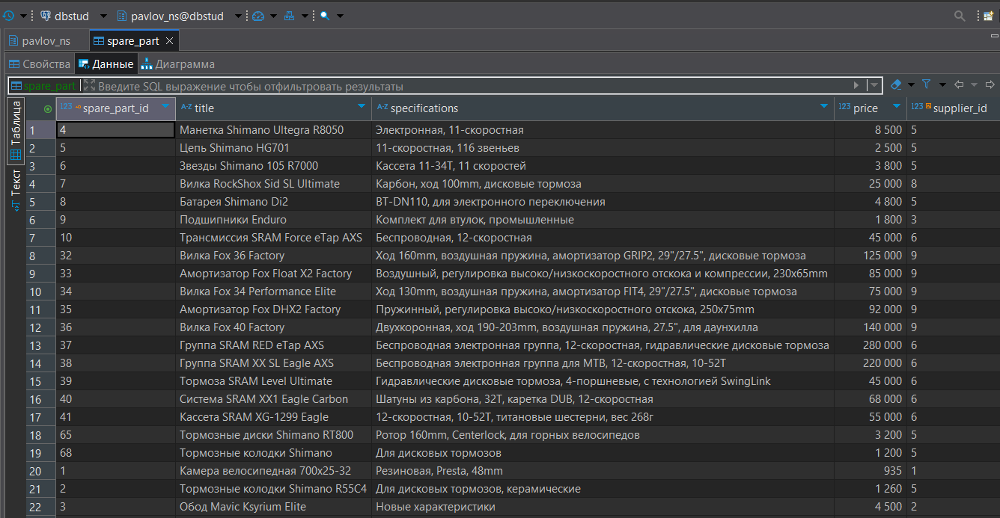 dbstud pavlov_ns@dbstud
pavlov_ns spare_part
Свойства Данные Диаграмма
spare_part Введите SQL выражение чтобы отфильтровать результаты
Таблица
Текст
123 spare_part_id A-Z title A-Z specifications 123 price 123 supplier_id
1 4 Манетка Shimano Ultegra R8050 Электронная, 11-скоростная 8 500 5
2 5 Цепь Shimano HG701 11-скоростная, 116 звеньев 2 500 5
3 6 Звезды Shimano 105 R7000 Кассета 11-34T, 11 скоростей 3 800 5
4 7 Вилка RockShox Sid SL Ultimate Карбон, ход 100mm, дисковые тормоза 25 000 8
5 8 Батарея Shimano Di2 BT-DN110, для электронного переключения 4 800 5
6 9 Подшипники Enduro Комплект для втулок, промышленные 1 800 3
7 10 Трансмиссия SRAM Force eTap AXS Беспроводная, 12-скоростная 45 000 6
8 32 Вилка Fox 36 Factory Ход 160mm, воздушная пружина, амортизатор GRIP2, 29"/27.5", дисковые тормоза 125 000 9
9 33 Амортизатор Fox Float X2 Factory Воздушный, регулировка высоко/низкоскоростного отскока и компрессии, 230x65mm 85 000 9
10 34 Вилка Fox 34 Performance Elite Ход 130mm, воздушная пружина, амортизатор FIT4, 29"/27.5", дисковые тормоза 75 000 9
11 35 Амортизатор Fox DHX2 Factory Пружинный, регулировка высоко/низкоскоростного отскока, 250x75mm 92 000 9
12 36 Вилка Fox 40 Factory Двухкоронная, ход 190-203mm, воздушная пружина, 27.5", для даунхилла 140 000 9
13 37 Группа SRAM RED eTap AXS Беспроводная электронная группа, 12-скоростная, гидравлические дисковые тормоза 280 000 6
14 38 Группа SRAM XX SL Eagle AXS Беспроводная электронная группа для МТВ, 12-скоростная, 10-52T 220 000 6
15 39 Тормоза SRAM Level Ultimate Гидравлические дисковые тормоза, 4-поршневые, с технологией SwingLink 45 000 6
16 40 Система SRAM XX1 Eagle Carbon Шатуны из карбона, 32T, каретка DUB, 12-скоростная 68 000 6
17 41 Кассета SRAM XG-1299 Eagle 12-скоростная, 10-52T, титановые шестерни, вес 268г 55 000 6
18 65 Тормозные диски Shimano RT800 Ротор 160mm, Centerlock, для горных велосипедов 3 200 5
19 68 Тормозные колодки Shimano Для дисковых тормозов 1 200 5
20 1 Камера велосипедная 700x25-32 Резиновая, Presta, 48mm 935 1
21 2 Тормозные колодки Shimano R55C4 Для дисковых тормозов, керамические 1 260 5
22 3 Обод Mavic Ksyrium Elite Новые характеристики 4 500 2